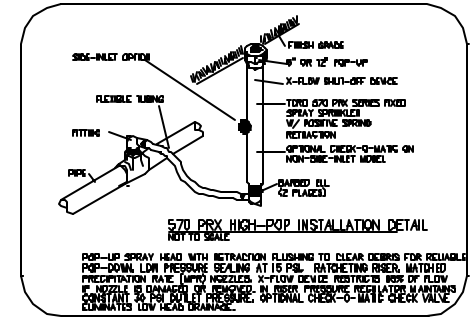 FINISH GRADE
SIDE-INLET OPTION
6" OR 12" POP-UP
X-FLOW SHUT-OFF DEVICE
FLEXIBLE TUBING
TORO 570 PRX SERIES FIXED
SPRAY SPRINKLER
W/ POSITIVE SPRING
RETRACTION
FITTING
OPTIONAL CHECK-O-MATIC ON
NON-SIDE-INLET MODEL
PIPE
BARBED ELL
(2 PLACES)
570 PRX HIGH-POP INSTALLATION DETAIL
NOT TO SCALE
POP-UP SPRAY HEAD WITH RETRACTION FLUSHING TO CLEAR DEBRIS FOR RELIABLE
POP-DOWN, LOW PRESSURE SEALING AT 15 PSI, RATCHETING RISER, MATCHED
PRECIPITATION RATE (MPR) NOZZLES. X-FLOW DEVICE RESTRICTS OF FLOW
IF NOZZLE IS DAMAGED OR REMOVED. IN RISER PRESSURE REGULATOR MAINTAINS
CONSTANT 30 PSI OUTLET PRESSURE. OPTIONAL CHECK-O-MATIC CHECK VALVE
ELIMINATES LOW HEAD DRAINAGE.